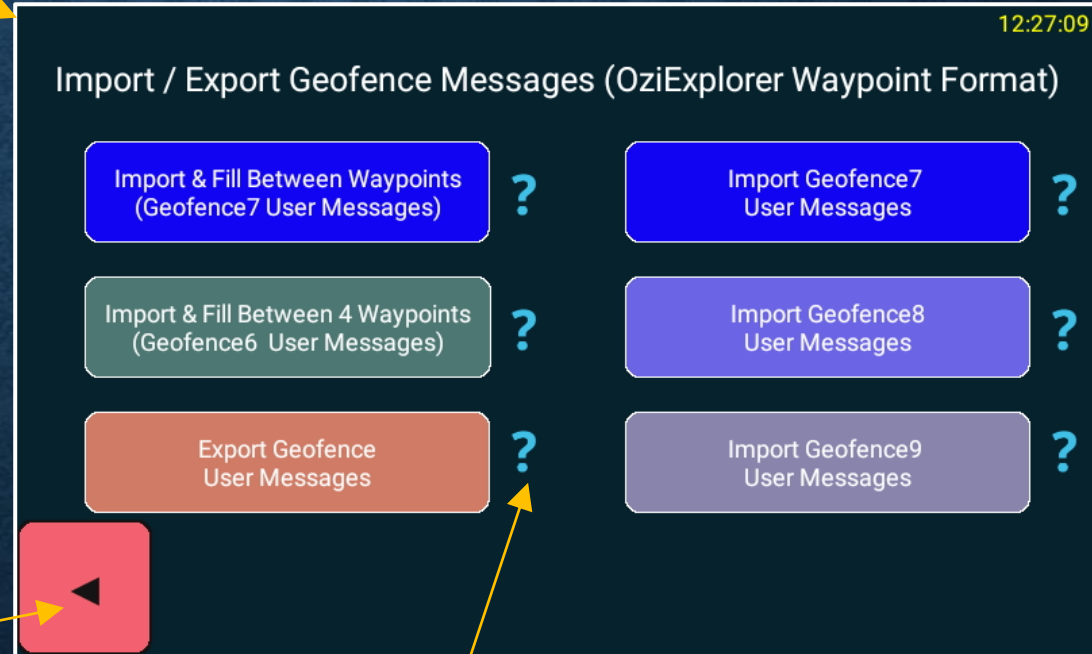 12:27:09
Import / Export Geofence Messages (OziExplorer Waypoint Format)
Import & Fill Between Waypoints
(Geofence7 User Messages)
?
Import Geofence7
User Messages
?
Import & Fill Between 4 Waypoints
(Geofence6  User Messages)
?
Import Geofence8
User Messages
?
Export Geofence
User Messages
?
Import Geofence9
User Messages
?